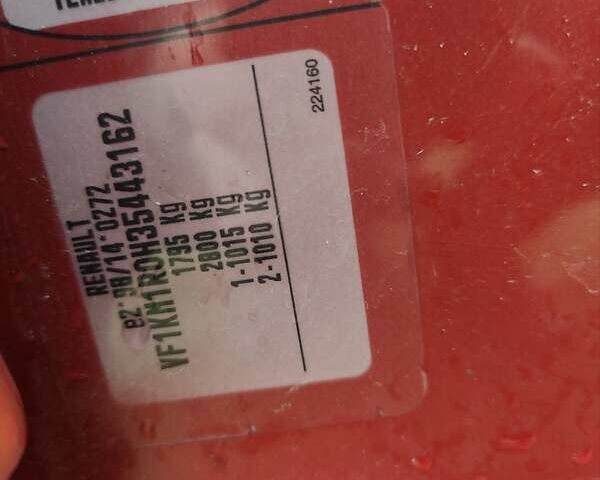 RENAULT
e2*98/14*0272
VF1KM1R0H35443162
1795 Kg
2800 Kg
1-1015 Kg
2-1010 Kg
224160